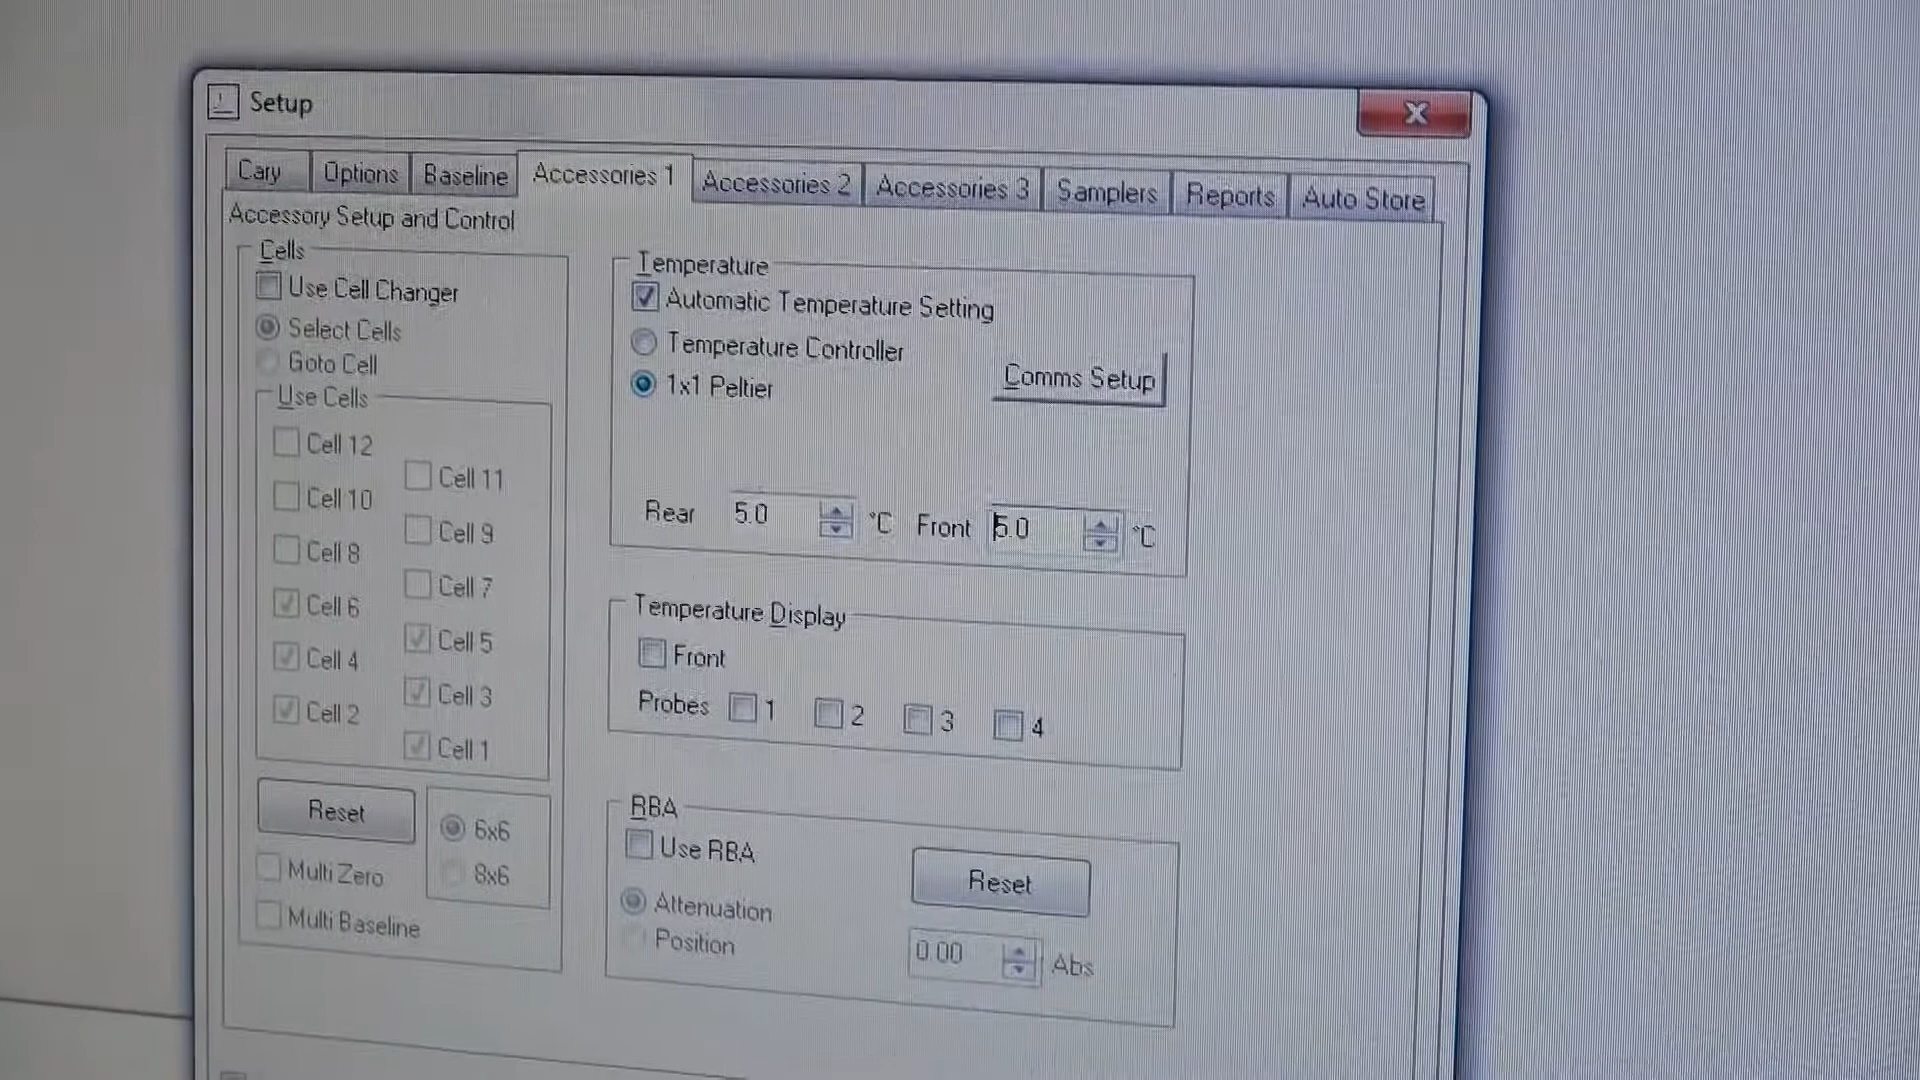 Setup
Cary Options Baseline Accessories 1 Accessories 2 Accessories 3 Samplers Reports Auto Store
Accessory Setup and Control
Cells
Use Cell Changer
Select Cells
Goto Cell
Use Cells
Cell 12
Cell 11
Cell 10
Cell 9
Cell 8
Cell 7
Cell 6
Cell 5
Cell 4
Cell 3
Cell 2
Cell 1
Reset
6x6
8x6
Multi Zero
Multi Baseline
Temperature
Automatic Temperature Setting
Temperature Controller
1x1 Peltier
Comms Setup
Rear 5.0 °C Front 5.0 °C
Temperature Display
Front
Probes 1 2 3 4
RBA
Use RBA
Reset
Attenuation
Position
0.00 Abs